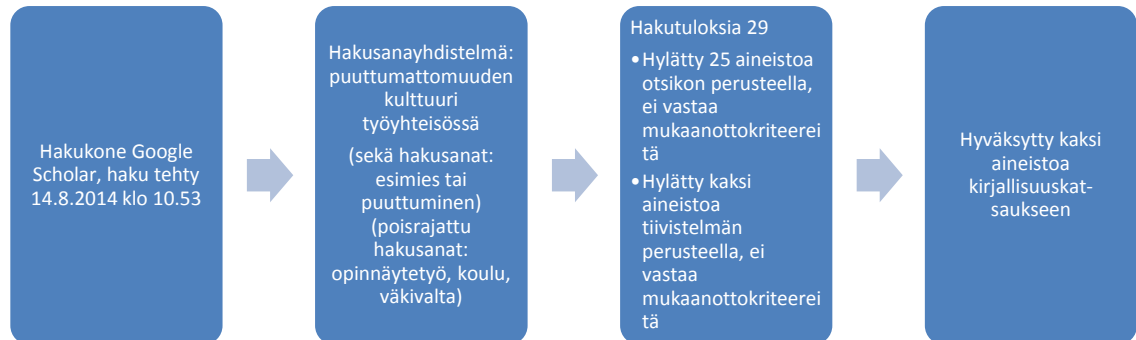 Hakukone Google
Scholar, haku tehty
14.8.2014 klo 10.53
Hakusanayhdistelmä:
puuttumattomuuden
kulttuuri
työyhteisössä
(sekä hakusanat:
esimies tai
puuttuminen)
(poisrajattu
hakusanat:
opinnäytetyö, koulu,
väkivalta)
Hakutuloksia 29
•Hylätty 25 aineistoa
otsikon perusteella,
ei vastaa
mukaanottokriteerei
tä
•Hylätty kaksi
aineistoa
tiivistelmän
perusteella, ei
vastaa
mukaanottokriteerei
tä
Hyväksytty kaksi
aineistoa
kirjallisuuskat-
saukseen